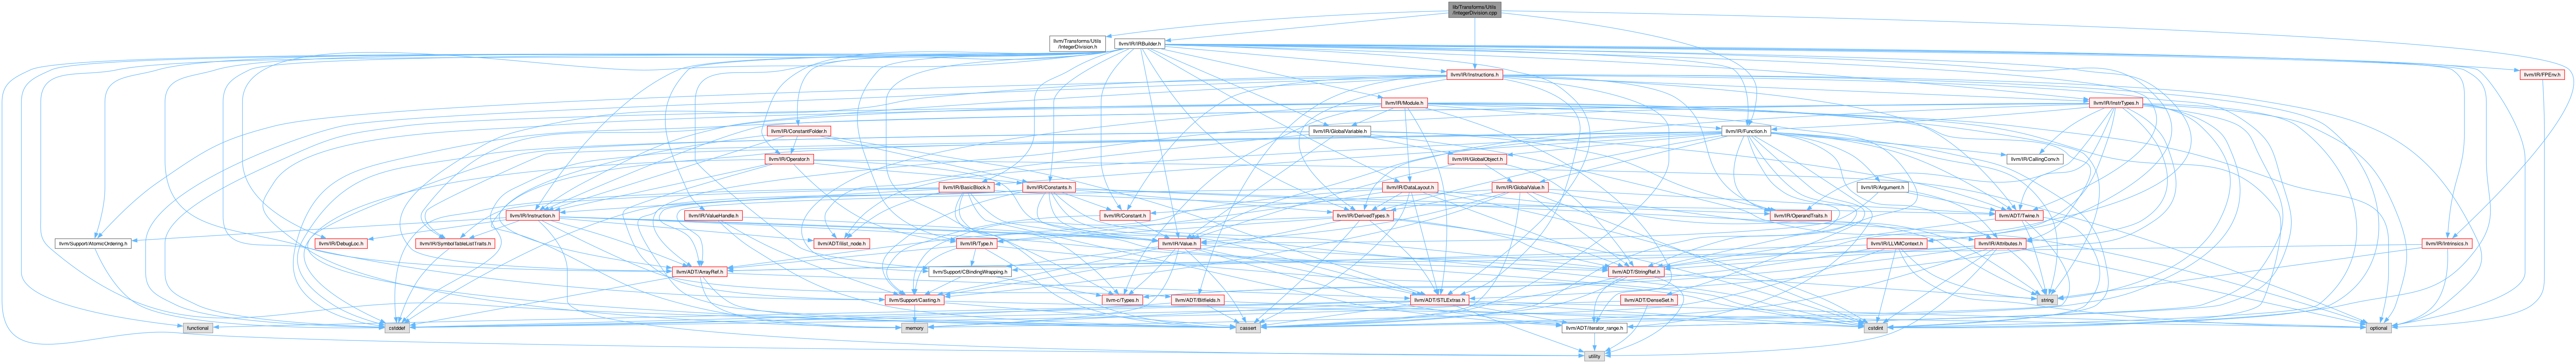 lib/Transforms/Utils
/IntegerDivision.cpp
llvm/Transforms/Utils
/IntegerDivision.h
llvm/IR/IRBuilder.h
llvm/IR/Instructions.h
llvm/IR/FPEnv.h
llvm/IR/Module.h
llvm/IR/InstrTypes.h
llvm/IR/ConstantFolder.h
llvm/IR/GlobalVariable.h
llvm/IR/Function.h
llvm/IR/Operator.h
llvm/IR/GlobalObject.h
llvm/IR/CallingConv.h
llvm/IR/BasicBlock.h
llvm/IR/Constants.h
llvm/IR/DataLayout.h
llvm/IR/GlobalValue.h
llvm/IR/Argument.h
llvm/IR/Instruction.h
llvm/IR/ValueHandle.h
llvm/IR/Constant.h
llvm/IR/DerivedTypes.h
llvm/IR/OperandTraits.h
llvm/ADT/Twine.h
llvm/Support/AtomicOrdering.h
llvm/IR/DebugLoc.h
llvm/IR/SymbolTableListTraits.h
llvm/ADT/ilist_node.h
llvm/IR/Type.h
llvm/IR/Value.h
llvm/IR/LLVMContext.h
llvm/IR/Attributes.h
llvm/IR/Intrinsics.h
llvm/ADT/ArrayRef.h
llvm/Support/CBindingWrapping.h
llvm/ADT/StringRef.h
llvm/Support/Casting.h
llvm-c/Types.h
llvm/ADT/Bitfields.h
llvm/ADT/STLExtras.h
llvm/ADT/DenseSet.h
string
functional
cstddef
memory
cassert
llvm/ADT/iterator_range.h
cstdint
optional
utility